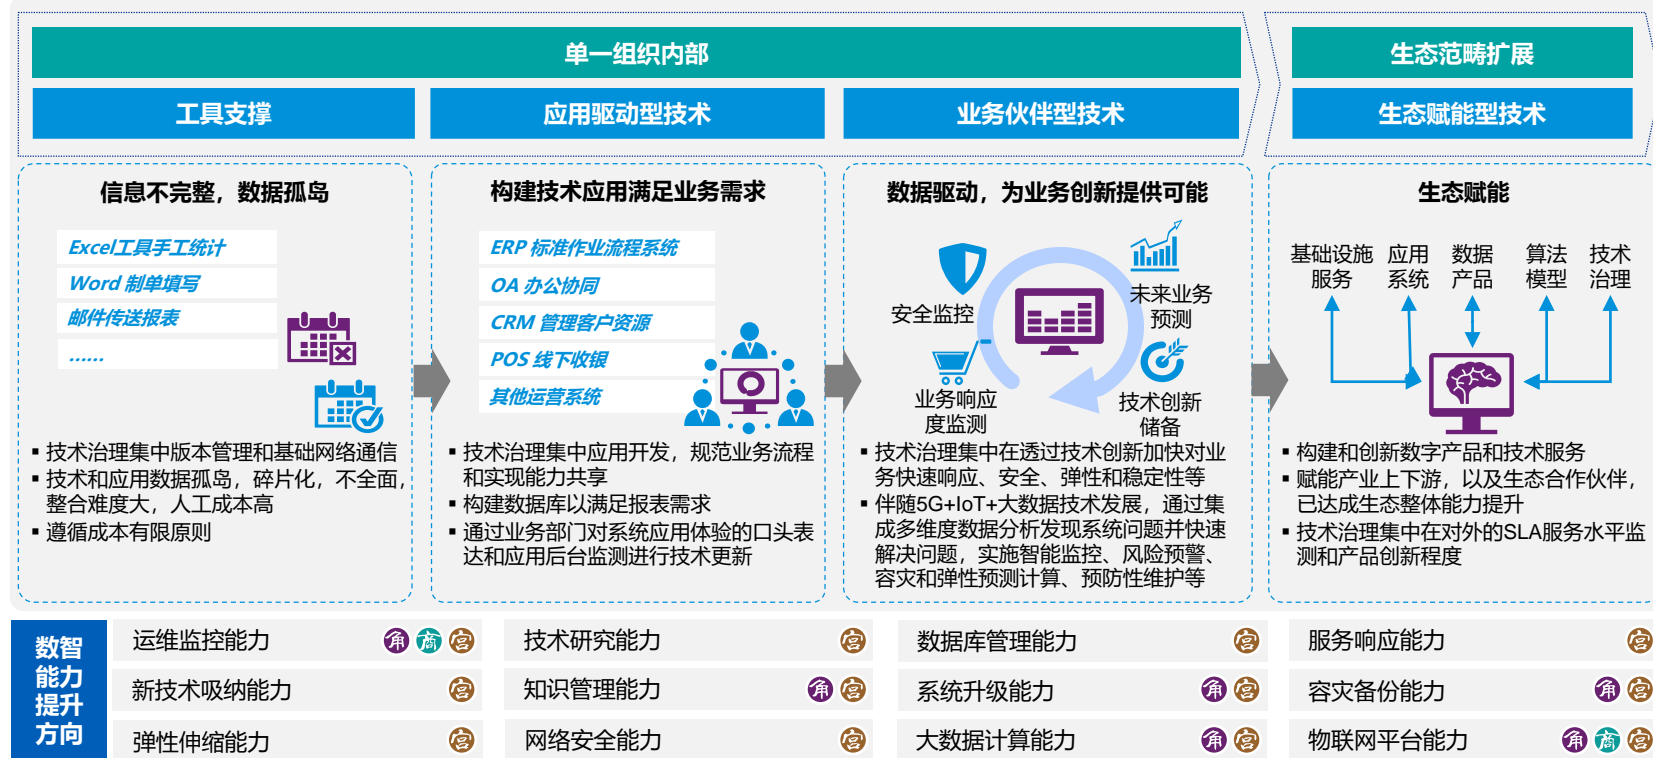 单一组织内部
生态范畴扩展
工具支撑
应用驱动型技术
业务伙伴型技术
生态赋能型技术
信息不完整，数据孤岛
Excel工具手工统计
Word 制单填写
邮件传送报表
......
▪ 技术治理集中版本管理和基础网络通信
▪ 技术和应用数据孤岛，碎片化，不全面，
整合难度大，人工成本高
▪ 遵循成本有限原则
构建技术应用满足业务需求
ERP 标准作业流程系统
OA 办公协同
CRM 管理客户资源
POS 线下收银
其他运营系统
▪ 技术治理集中应用开发，规范业务流程
和实现能力共享
▪ 构建数据库以满足报表需求
▪ 通过业务部门对系统应用体验的口头表
达和应用后台监测进行技术更新
数据驱动，为业务创新提供可能
安全监控
未来业务
预测
业务响应
度监测
技术创新
储备
▪ 技术治理集中在透过技术创新加快对业
务快速响应、安全、弹性和稳定性等
▪ 伴随5G+IoT+大数据技术发展，通过集
成多维度数据分析发现系统问题并快速
解决问题，实施智能监控、风险预警、
容灾和弹性预测计算、预防性维护等
生态赋能
基础设施
服务
应用
系统
数据
产品
算法
模型
技术
治理
▪ 构建和创新数字产品和技术服务
▪ 赋能产业上下游，以及生态合作伙伴，
已达成生态整体能力提升
▪ 技术治理集中在对外的SLA服务水平监
测和产品创新程度
数智
能力
提升
方向
运维监控能力 角 商 宫
技术研究能力 宫
数据库管理能力 宫
服务响应能力 宫
新技术吸纳能力 宫
知识管理能力 角 宫
系统升级能力 角 宫
容灾备份能力 角 宫
弹性伸缩能力 宫
网络安全能力 宫
大数据计算能力 角 宫
物联网平台能力 角 商 宫